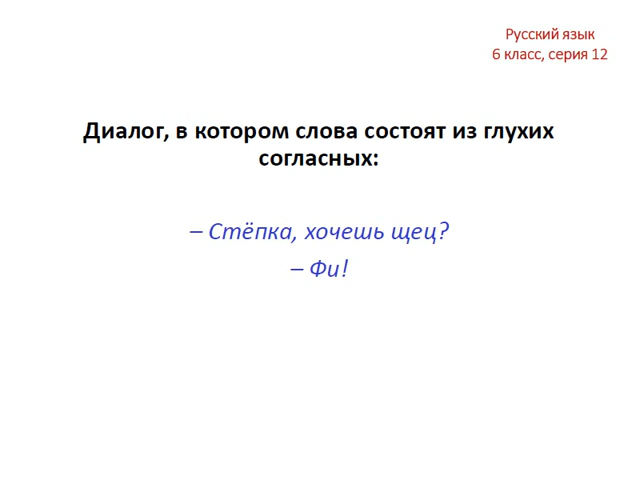 Русский язык
6 класс, серия 12
Диалог, в котором слова состоят из глухих
согласных:
– Стёпка, хочешь щец?
– Фи!